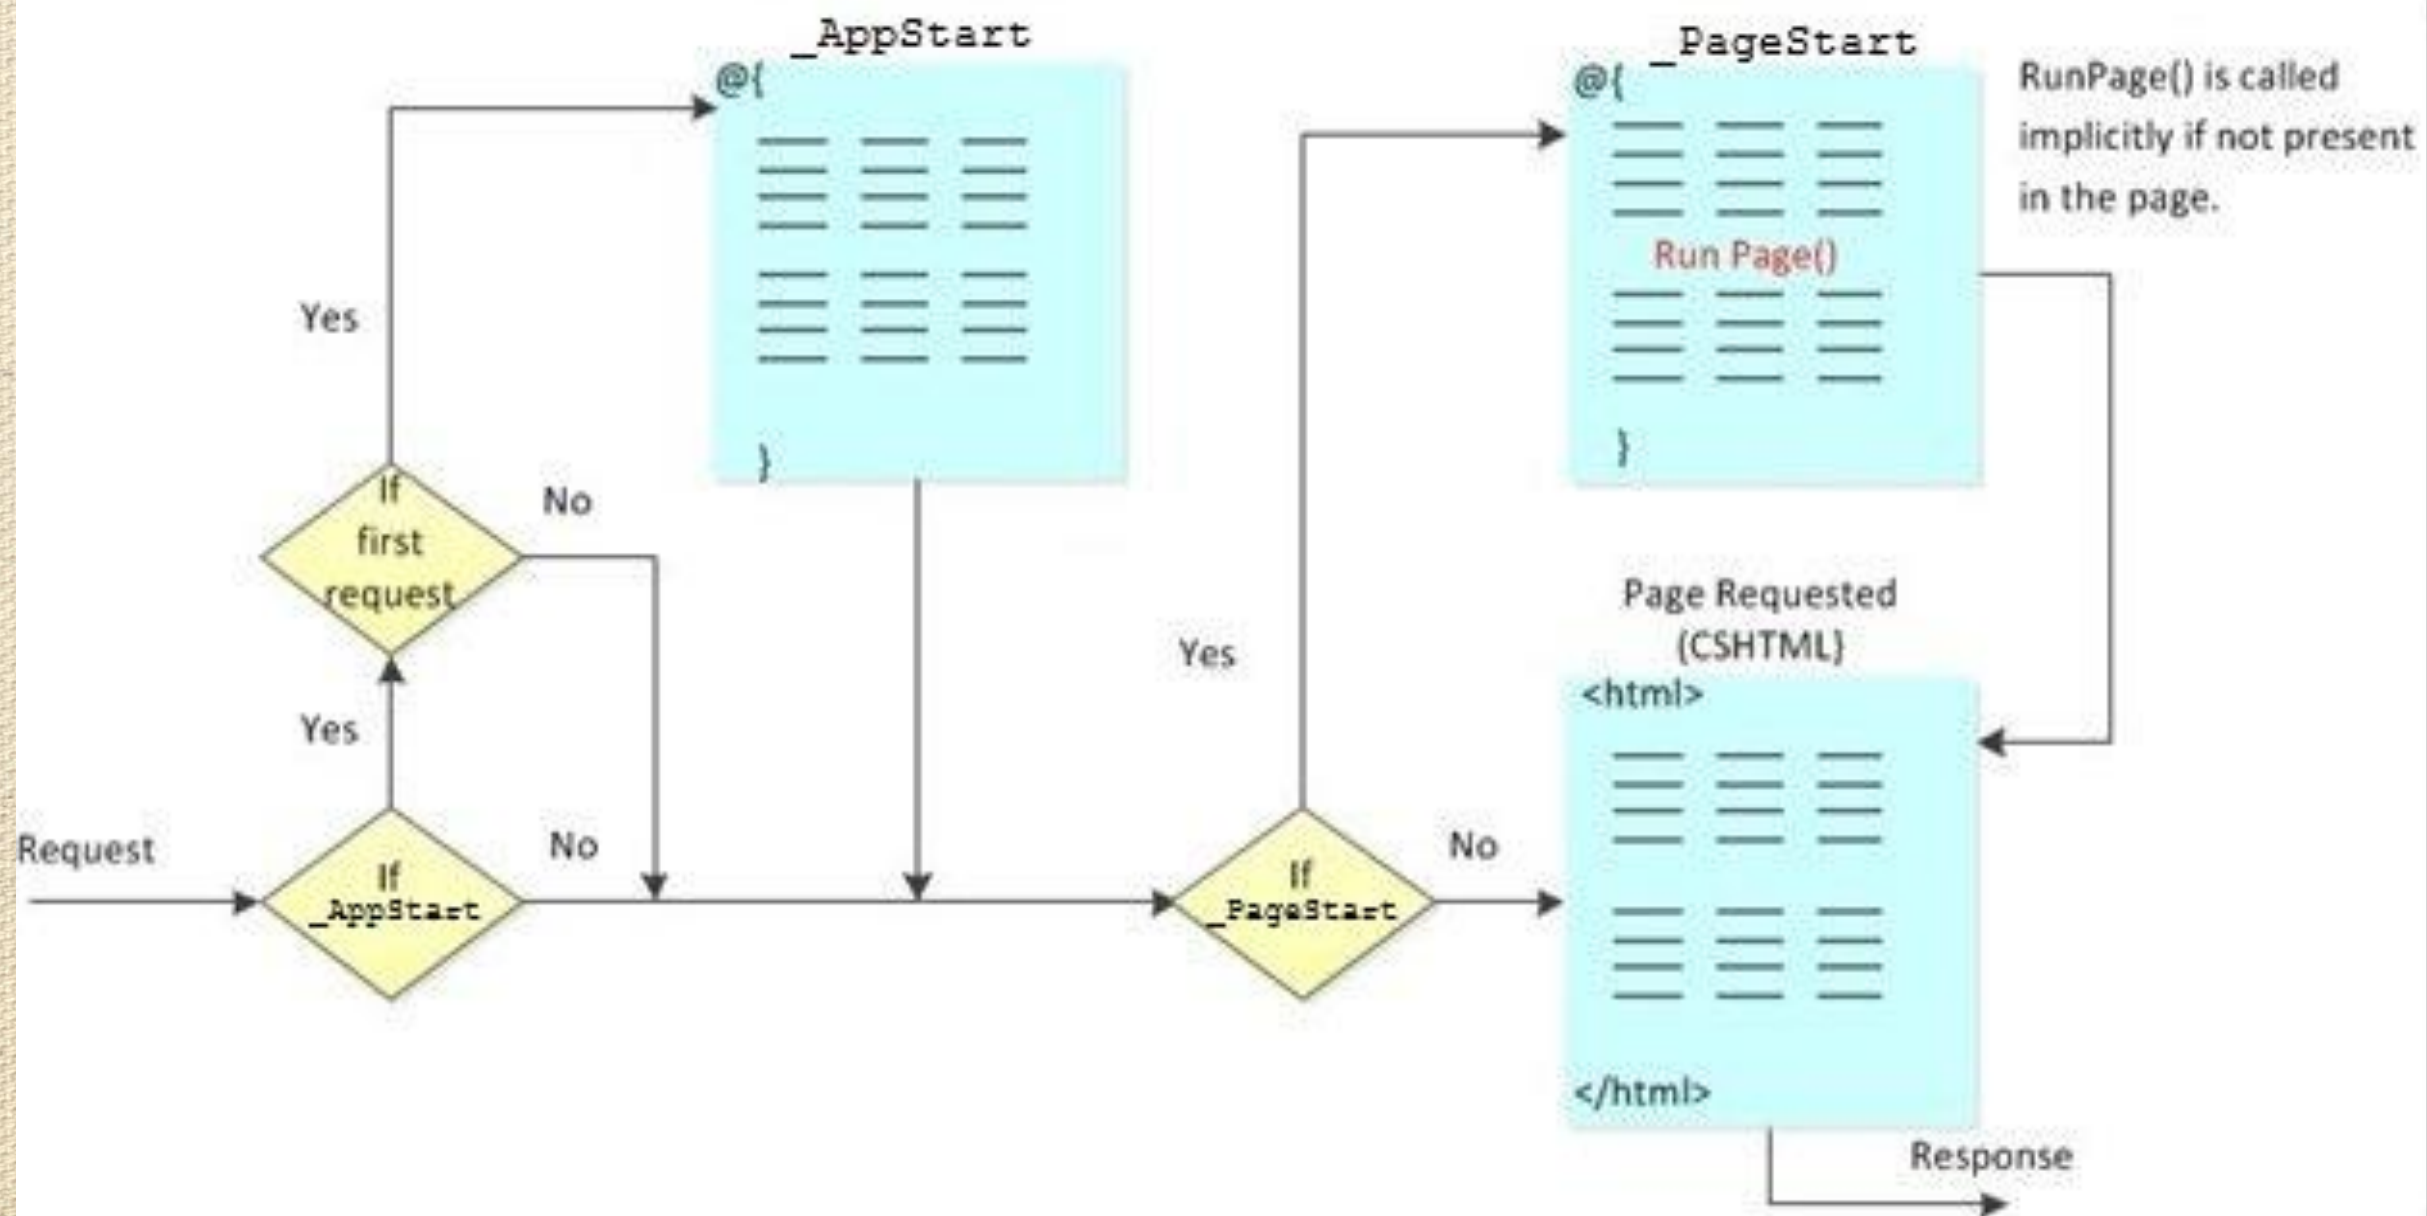 _AppStart
@{
}
_PageStart
@{
Run Page()
}
RunPage() is called
implicitly if not present
in the page.
Yes
If
first
request
No
Yes
Request
If
_AppStart
No
Yes
If
_PageStart
No
Page Requested
(CSHTML)
<html>
</html>
Response